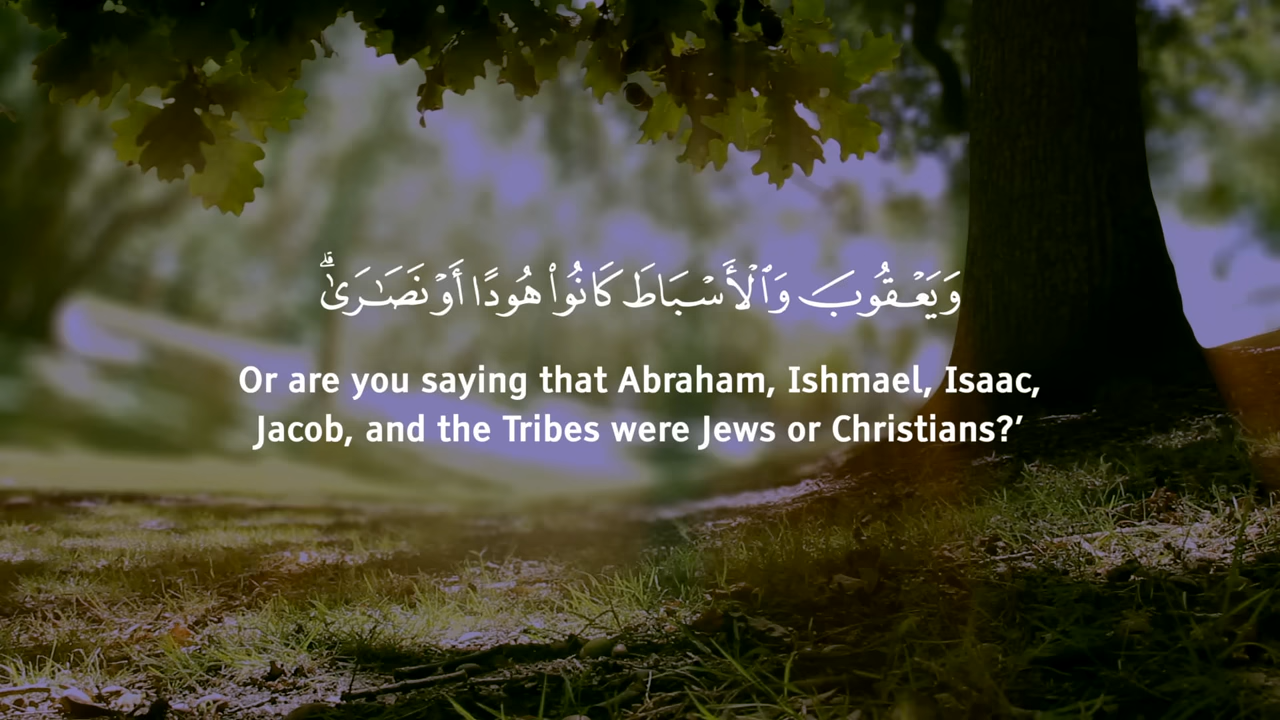 وَيَعۡقُوبَ وَٱلۡأَسۡبَاطَ كَانُواْ هُودًا أَوۡ نَصَٰرَىٰۗ
Or are you saying that Abraham, Ishmael, Isaac,
Jacob, and the Tribes were Jews or Christians?’